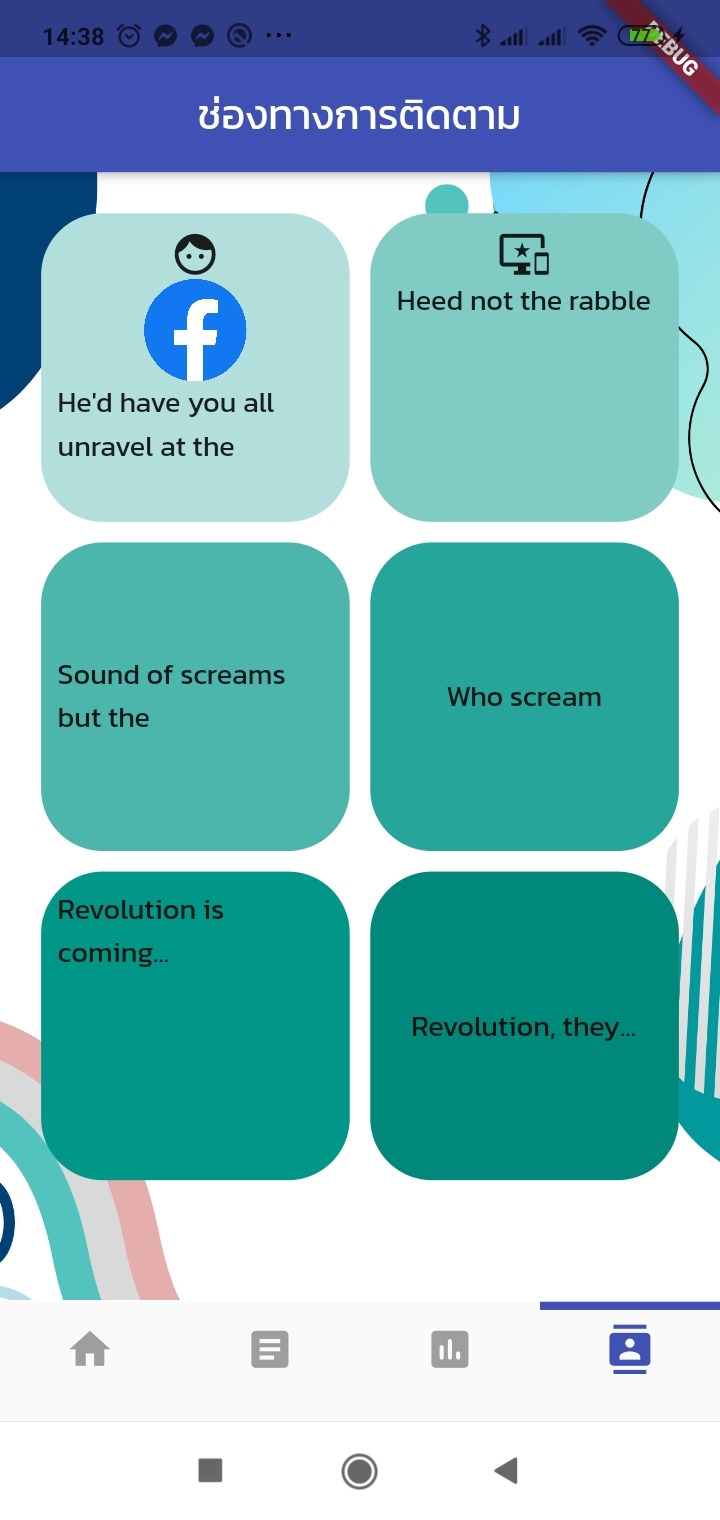 14:38
77
DEBUG
ช่องทางการติดตาม
He'd have you all
unravel at the
Heed not the rabble
Sound of screams
but the
Who scream
Revolution is
coming...
Revolution, they...